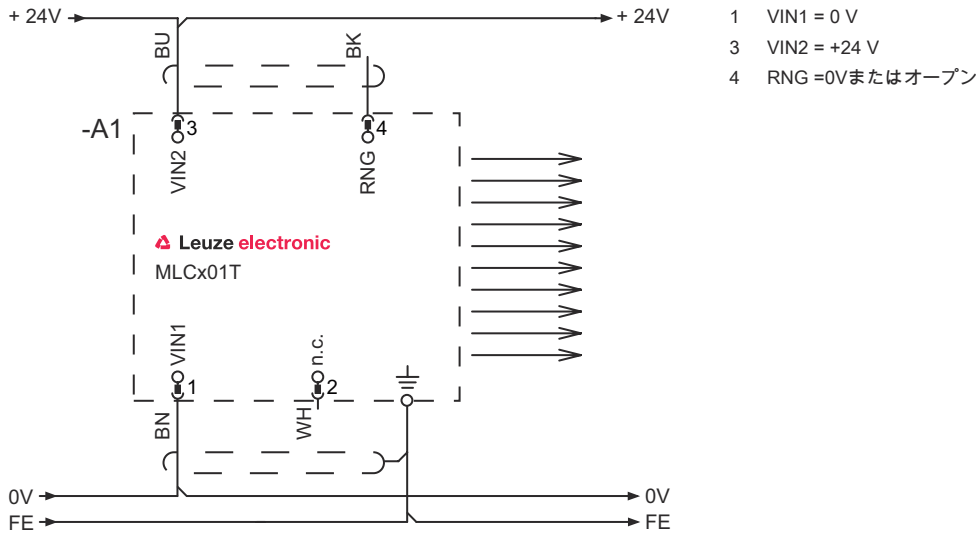 + 24V
+ 24V
BU
BK
-A1
3
4
VIN2
RNG
Leuze electronic
MLCx01T
VIN1
n.c.
1
2
BN
WH
0V
0V
FE
FE
1 VIN1 = 0 V
3 VIN2 = +24 V
4 RNG =0Vまたはオープン